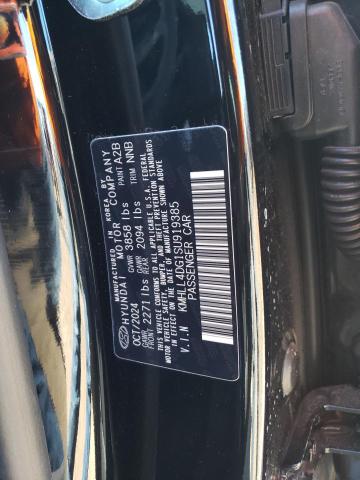 MANUFACTURED IN KOREA BY
HYUNDAI MOTOR COMPANY
OCT/2024 GVWR 3858 lbs PAINT A2B
GAWR FRONT 2271 lbs GAWR REAR 2094 lbs TRIM NNB
THIS VEHICLE CONFORMS TO ALL APPLICABLE U.S.A. FEDERAL
MOTOR VEHICLE SAFETY, BUMPER, AND THEFT PREVENTION STANDARDS
IN EFFECT ON THE DATE OF MANUFACTURE SHOWN ABOVE.
V.I.N KMHLL4DG1SU919385
PASSENGER CAR